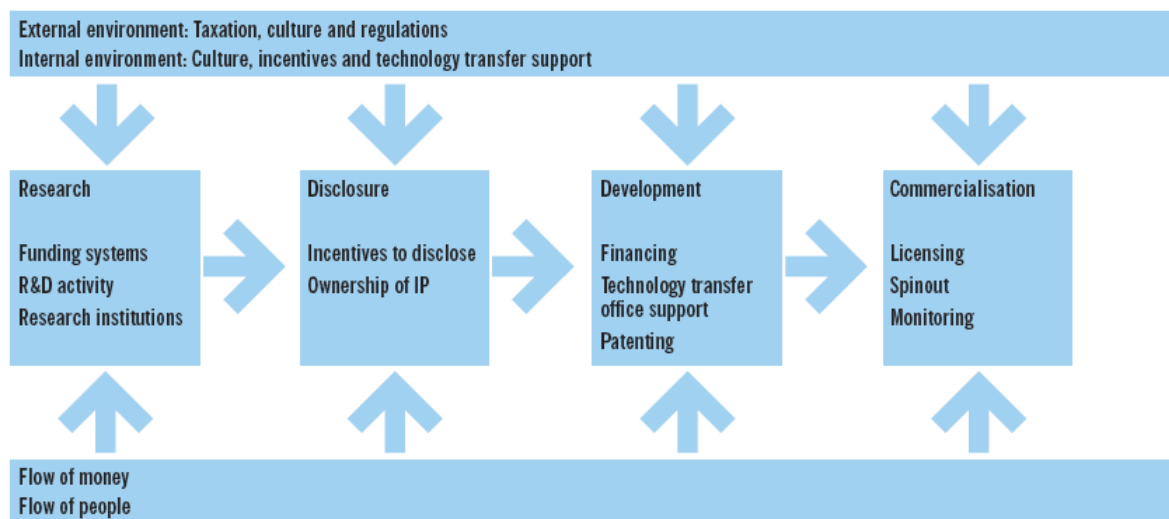 External environment: Taxation, culture and regulations
Internal environment: Culture, incentives and technology transfer support
Research
Funding systems
R&D activity
Research institutions
Disclosure
Incentives to disclose
Ownership of IP
Development
Financing
Technology transfer
office support
Patenting
Commercialisation
Licensing
Spinout
Monitoring
Flow of money
Flow of people